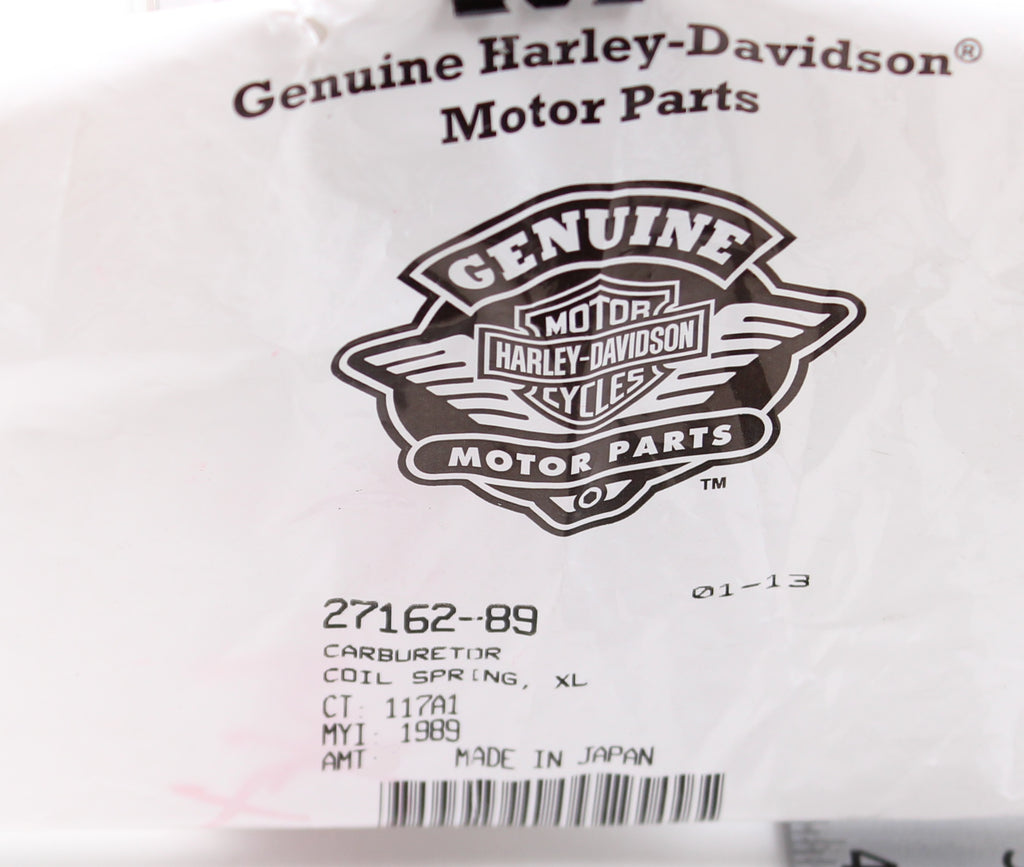 Genuine Harley-Davidson®
Motor Parts
GENUINE
MOTOR
HARLEY-DAVIDSON
CYCLES
MOTOR PARTS
TM
01-13
27162-89
CARBURETOR
COIL SPRING, XL
CT: 117A1
MYI: 1989
AMT: MADE IN JAPAN
4